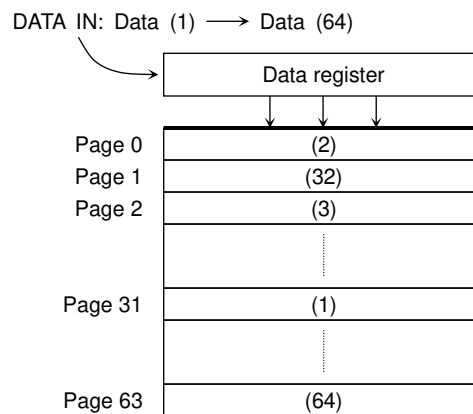 DATA IN: Data (1) ⟶ Data (64)
Data register
Page 0 (2)
Page 1 (32)
Page 2 (3)
Page 31 (1)
Page 63 (64)